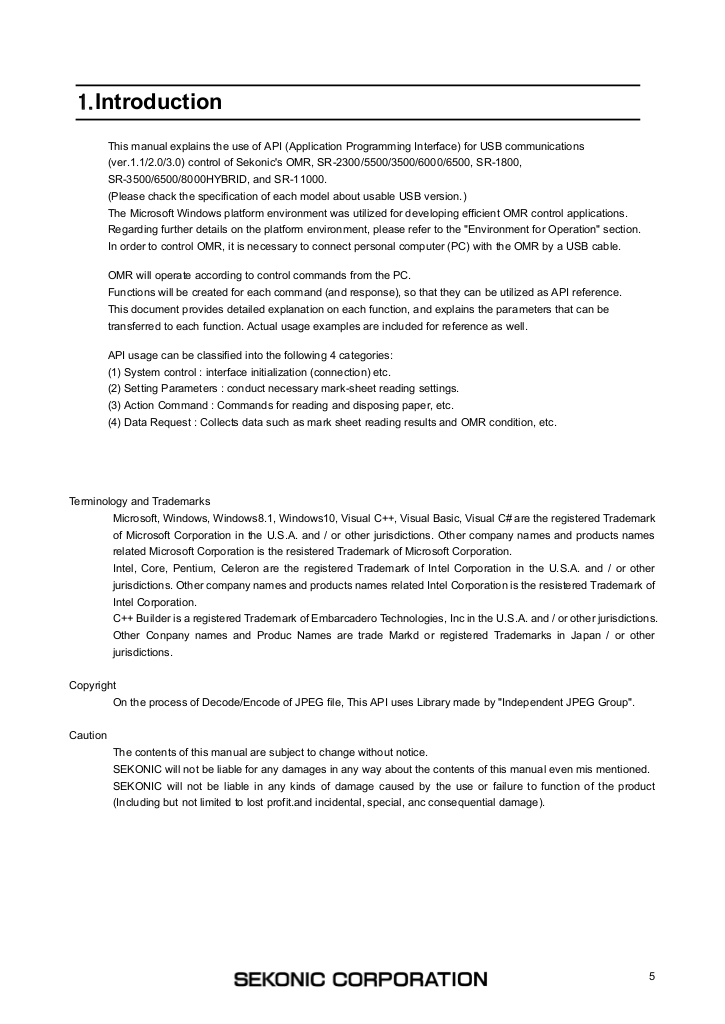 1.Introduction
This manual explains the use of API (Application Programming Interface) for USB communications
(ver.1.1/2.0/3.0) control of Sekonic's OMR, SR-2300/5500/3500/6000/6500, SR-1800,
SR-3500/6500/8000HYBRID, and SR-11000.
(Please chack the specification of each model about usable USB version.)
The Microsoft Windows platform environment was utilized for developing efficient OMR control applications.
Regarding further details on the platform environment, please refer to the "Environment for Operation" section.
In order to control OMR, it is necessary to connect personal computer (PC) with the OMR by a USB cable.
OMR will operate according to control commands from the PC.
Functions will be created for each command (and response), so that they can be utilized as API reference.
This document provides detailed explanation on each function, and explains the parameters that can be
transferred to each function. Actual usage examples are included for reference as well.
API usage can be classified into the following 4 categories:
(1) System control : interface initialization (connection) etc.
(2) Setting Parameters : conduct necessary mark-sheet reading settings.
(3) Action Command : Commands for reading and disposing paper, etc.
(4) Data Request : Collects data such as mark sheet reading results and OMR condition, etc.
Terminology and Trademarks
Microsoft, Windows, Windows8.1, Windows10, Visual C++, Visual Basic, Visual C# are the registered Trademark
of Microsoft Corporation in the U.S.A. and / or other jurisdictions. Other company names and products names
related Microsoft Corporation is the resistered Trademark of Microsoft Corporation.
Intel, Core, Pentium, Celeron are the registered Trademark of Intel Corporation in the U.S.A. and / or other
jurisdictions. Other company names and products names related Intel Corporation is the resistered Trademark of
Intel Corporation.
C++ Builder is a registered Trademark of Embarcadero Technologies, Inc in the U.S.A. and / or other jurisdictions.
Other Conpany names and Produc Names are trade Markd or registered Trademarks in Japan / or other
jurisdictions.
Copyright
On the process of Decode/Encode of JPEG file, This API uses Library made by "Independent JPEG Group".
Caution
The contents of this manual are subject to change without notice.
SEKONIC will not be liable for any damages in any way about the contents of this manual even mis mentioned.
SEKONIC will not be liable in any kinds of damage caused by the use or failure to function of the product
(Including but not limited to lost profit.and incidental, special, anc consequential damage).
SEKONIC CORPORATION
5